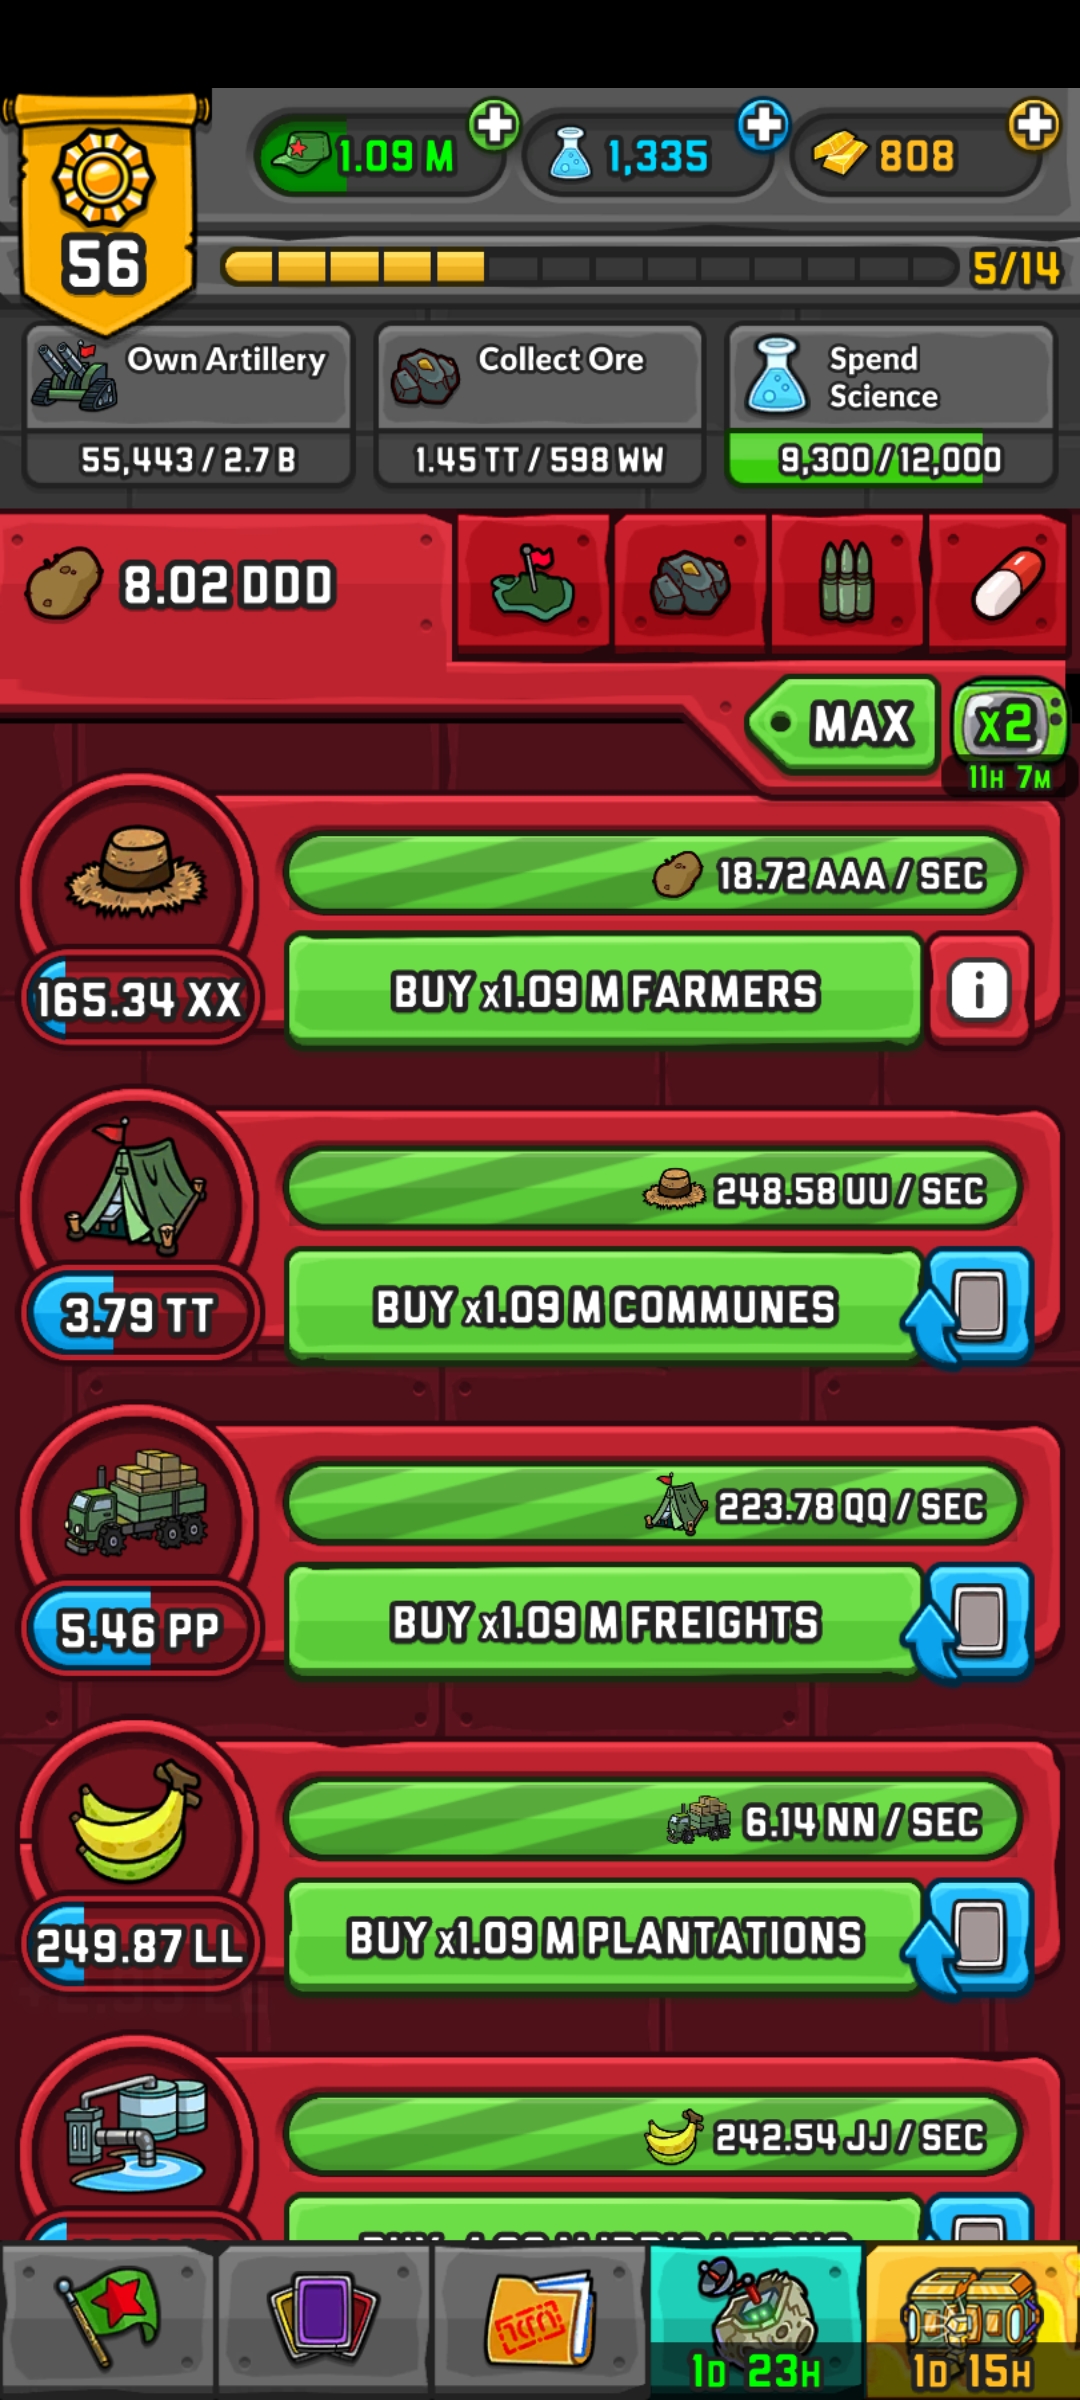 56
1.09 M
1,335
808
5/14
Own Artillery
55,443 / 2.7 B
Collect Ore
1.45 TT / 598 WW
Spend
Science
9,300 / 12,000
8.02 DDD
MAX
x2
11H 7M
18.72 AAA / SEC
165.34 XX
BUY x1.09 M FARMERS
i
248.58 UU / SEC
3.79 TT
BUY x1.09 M COMMUNES
223.78 QQ / SEC
5.46 PP
BUY x1.09 M FREIGHTS
6.14 NN / SEC
249.87 LL
BUY x1.09 M PLANTATIONS
242.54 JJ / SEC
1D 23H
1D 15H